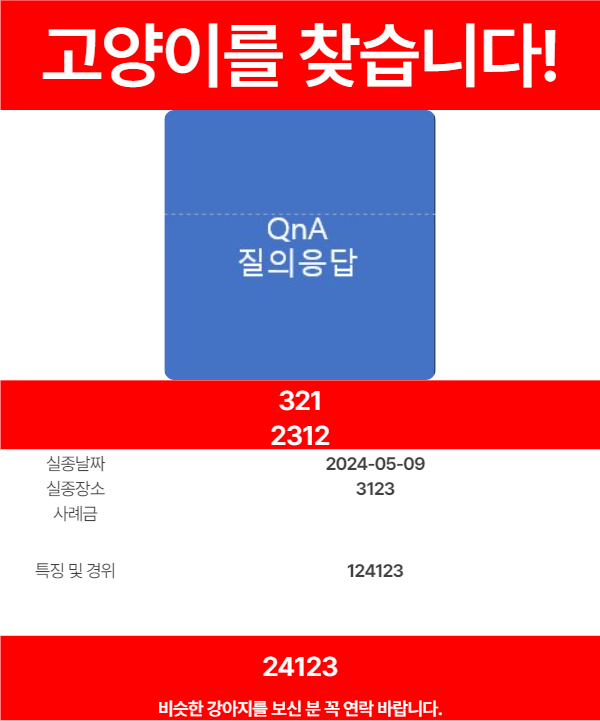 고양이를 찾습니다!
QnA
질의응답
321
2312
실종날짜 2024-05-09
실종장소 3123
사례금
특징 및 경위 124123
24123
비슷한 강아지를 보신 분 꼭 연락 바랍니다.